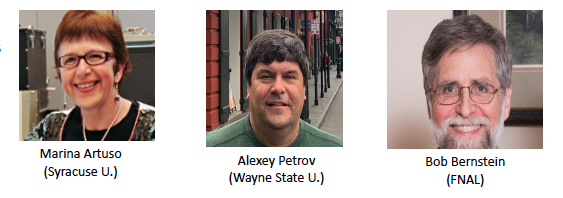 Marina Artuso
(Syracuse U.)
Alexey Petrov
(Wayne State U.)
Bob Bernstein
(FNAL)